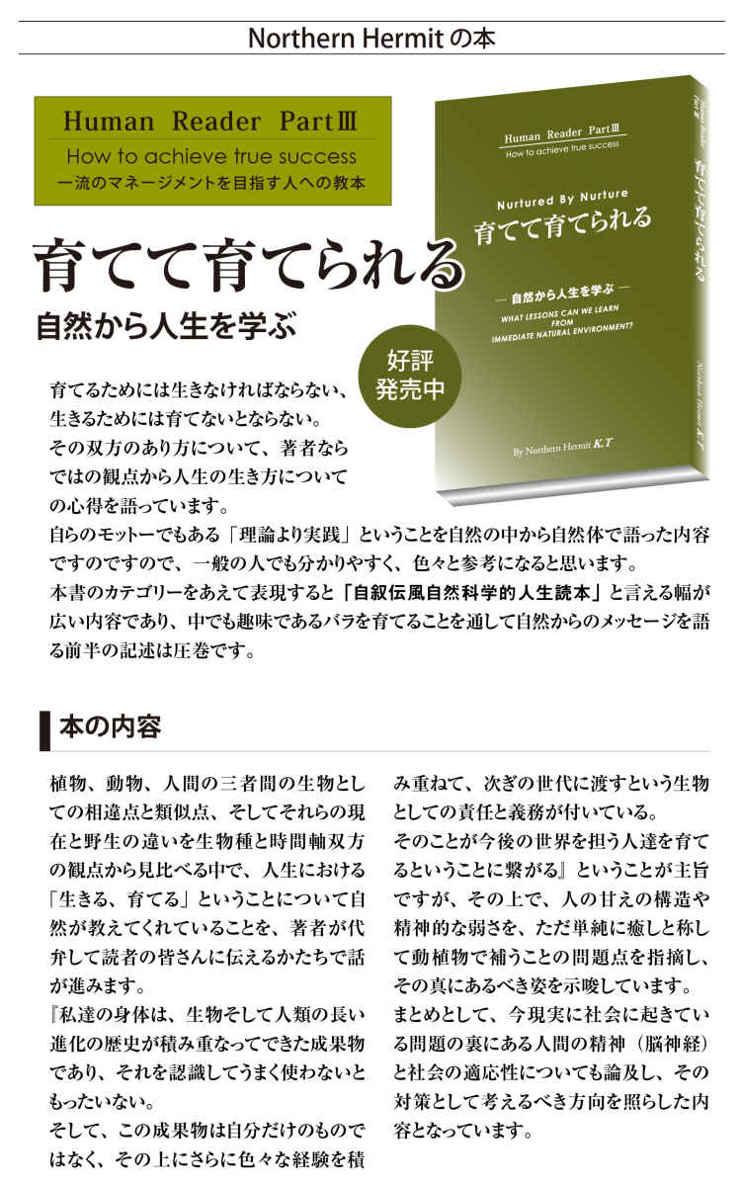 Northern Hermit の本
Human Reader PartⅢ
How to achieve true success
一流のマネージメントを目指す人への教本
育てて育てられる
自然から人生を学ぶ
好評
発売中
Human Reader PartⅢ
How to achieve true success
Nurtured By Nurture
育てて育てられる
― 自然から人生を学ぶ ―
WHAT LESSONS CAN WE LEARN
FROM
IMMEDIATE NATURAL ENVIRONMENT?
By Northern Hermit K.T
Human Reader
Part Ⅲ
育てて育てられる
Northern Hermit K.T
育てるためには生きなければならない、
生きるためには育てないとならない。
その双方のあり方について、著者なら
ではの観点から人生の生き方について
の心得を語っています。
自らのモットーでもある「理論より実践」ということを自然の中から自然体で語った内容
ですのですので、一般の人でも分かりやすく、色々と参考になると思います。
本書のカテゴリーをあえて表現すると「自叙伝風自然科学的人生読本」と言える幅が
広い内容であり、中でも趣味であるバラを育てることを通して自然からのメッセージを語
る前半の記述は圧巻です。
本の内容
植物、動物、人間の三者間の生物とし
ての相違点と類似点、そしてそれらの現
在と野生の違いを生物種と時間軸双方
の観点から見比べる中で、人生における
「生きる、育てる」ということについて自
然が教えてくれていることを、著者が代
弁して読者の皆さんに伝えるかたちで話
が進みます。
『私達の身体は、生物そして人類の長い
進化の歴史が積み重なってできた成果物
であり、それを認識してうまく使わないと
もったいない。
そして、この成果物は自分だけのもので
はなく、その上にさらに色々な経験を積
み重ねて、次ぎの世代に渡すという生物
としての責任と義務が付いている。
そのことが今後の世界を担う人達を育て
るということに繋がる』ということが主旨
ですが、その上で、人の甘えの構造や
精神的な弱さを、ただ単純に癒しと称し
て動植物で補うことの問題点を指摘し、
その真にあるべき姿を示唆しています。
まとめとして、今現実に社会に起きてい
る問題の裏にある人間の精神（脳神経）
と社会の適応性についても論及し、その
対策として考えるべき方向を照らした内
容となっています。